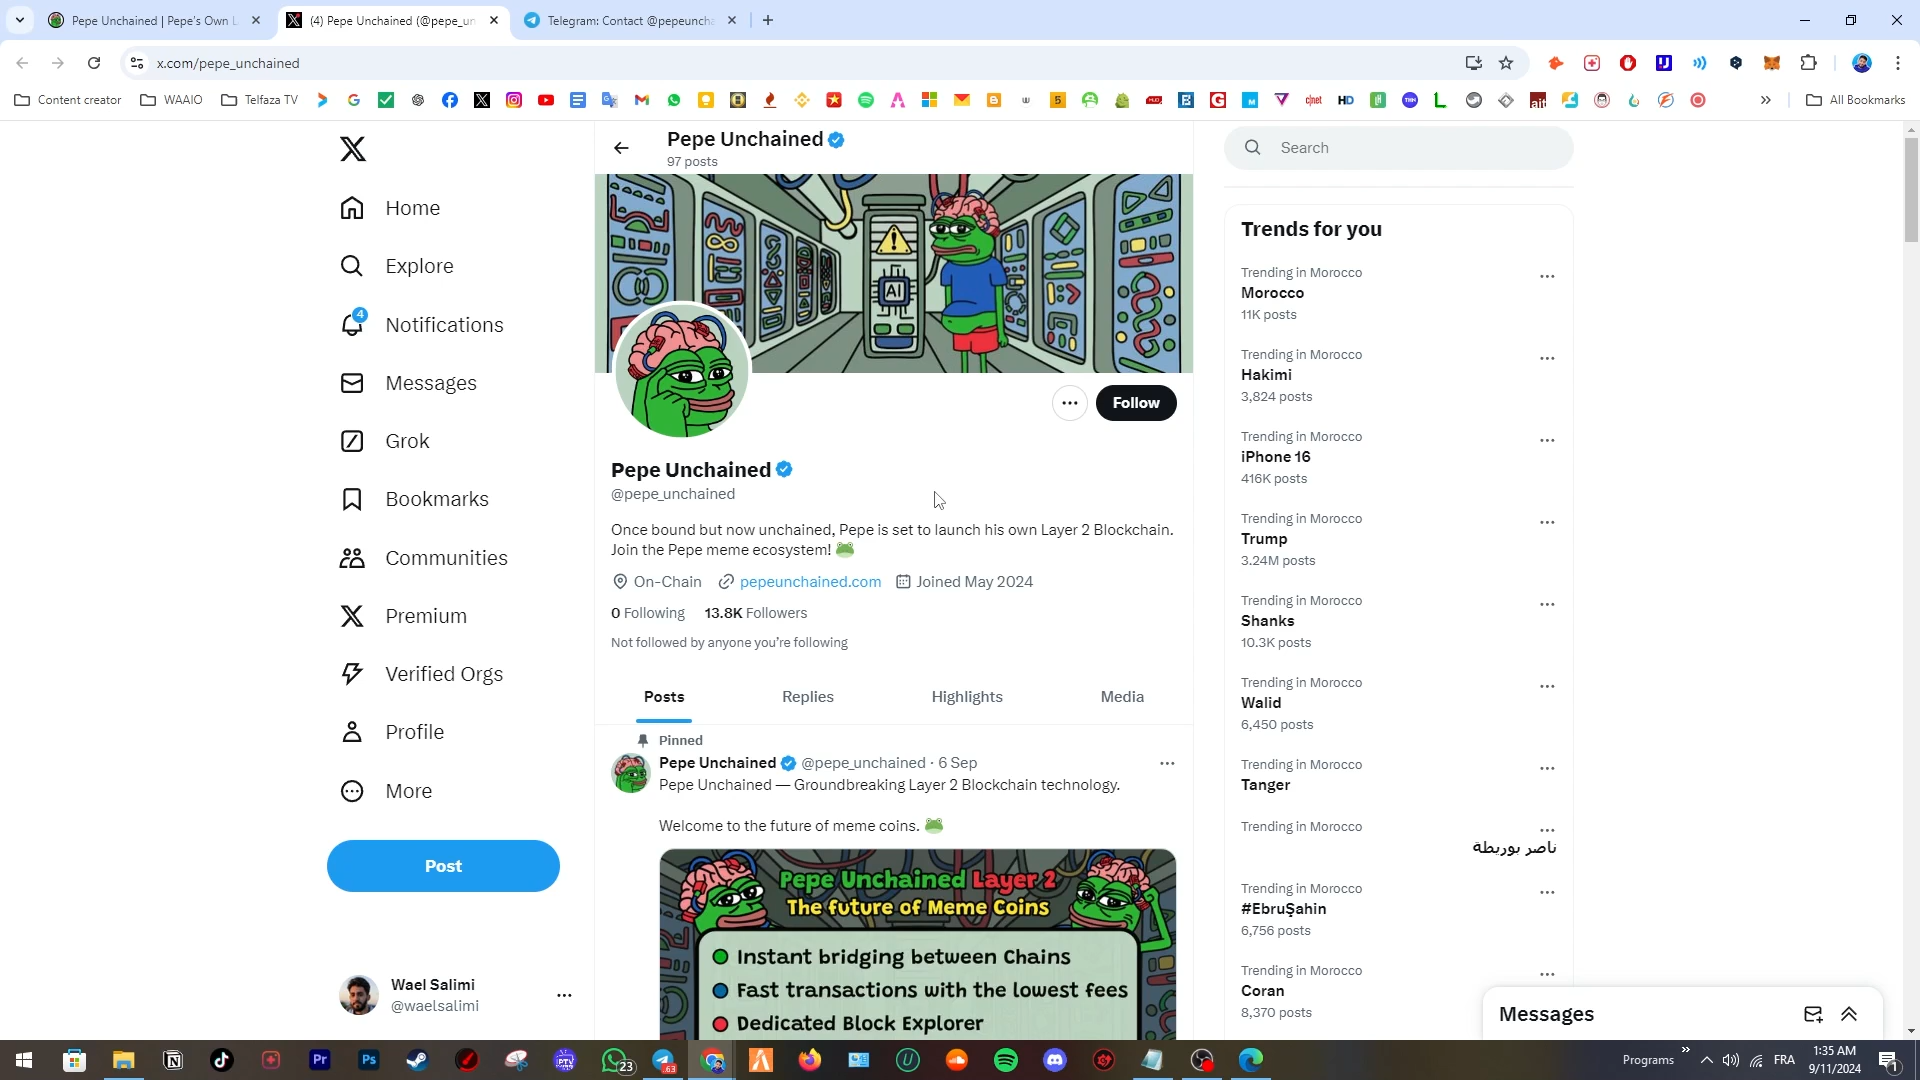 Pepe Unchained | Pepe's Own L
(4) Pepe Unchained (@pepe_un
Telegram: Contact @pepeuncha
x.com/pepe_unchained
Content creator
WAAIO
Telfaza TV
All Bookmarks
Home
Explore
4
Notifications
Messages
Grok
Bookmarks
Communities
Premium
Verified Orgs
Profile
More
Post
Wael Salimi
@waelsalimi
Pepe Unchained
97 posts
AI
Follow
Pepe Unchained
@pepe_unchained
Once bound but now unchained, Pepe is set to launch his own Layer 2 Blockchain.
Join the Pepe meme ecosystem! 🐸
On-Chain pepeunchained.com Joined May 2024
0 Following 13.8K Followers
Not followed by anyone you’re following
Posts Replies Highlights Media
Pinned
Pepe Unchained @pepe_unchained · 6 Sep
Pepe Unchained — Groundbreaking Layer 2 Blockchain technology.
Welcome to the future of meme coins. 🐸
Pepe Unchained Layer 2
The future of Meme Coins
Instant bridging between Chains
Fast transactions with the lowest fees
Dedicated Block Explorer
Search
Trends for you
Trending in Morocco
Morocco
11K posts
Trending in Morocco
Hakimi
3,824 posts
Trending in Morocco
iPhone 16
416K posts
Trending in Morocco
Trump
3.24M posts
Trending in Morocco
Shanks
10.3K posts
Trending in Morocco
Walid
6,450 posts
Trending in Morocco
Tanger
Trending in Morocco
ناصر بوريطة
Trending in Morocco
#EbruŞahin
6,756 posts
Trending in Morocco
Coran
8,370 posts
Messages
Pr
Ps
23
.63
Programs
FRA
1:35 AM
9/11/2024
1